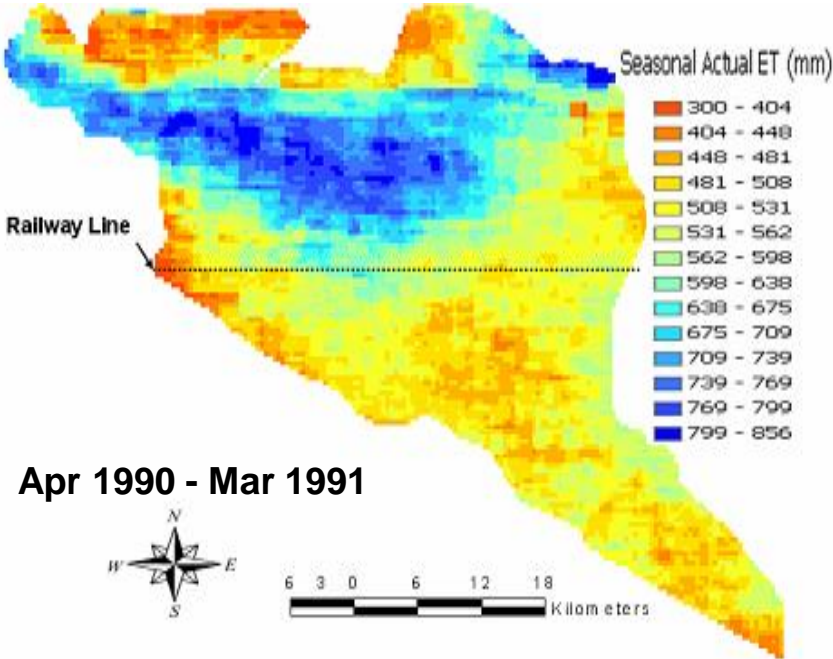 Seasonal Actual ET (mm)
300 - 404
404 - 448
448 - 481
481 - 508
508 - 531
531 - 562
562 - 598
598 - 638
638 - 675
675 - 709
709 - 739
739 - 769
769 - 799
799 - 856
Railway Line
Apr 1990 - Mar 1991
N
W E
S
6 3 0 6 12 18
Kilometers